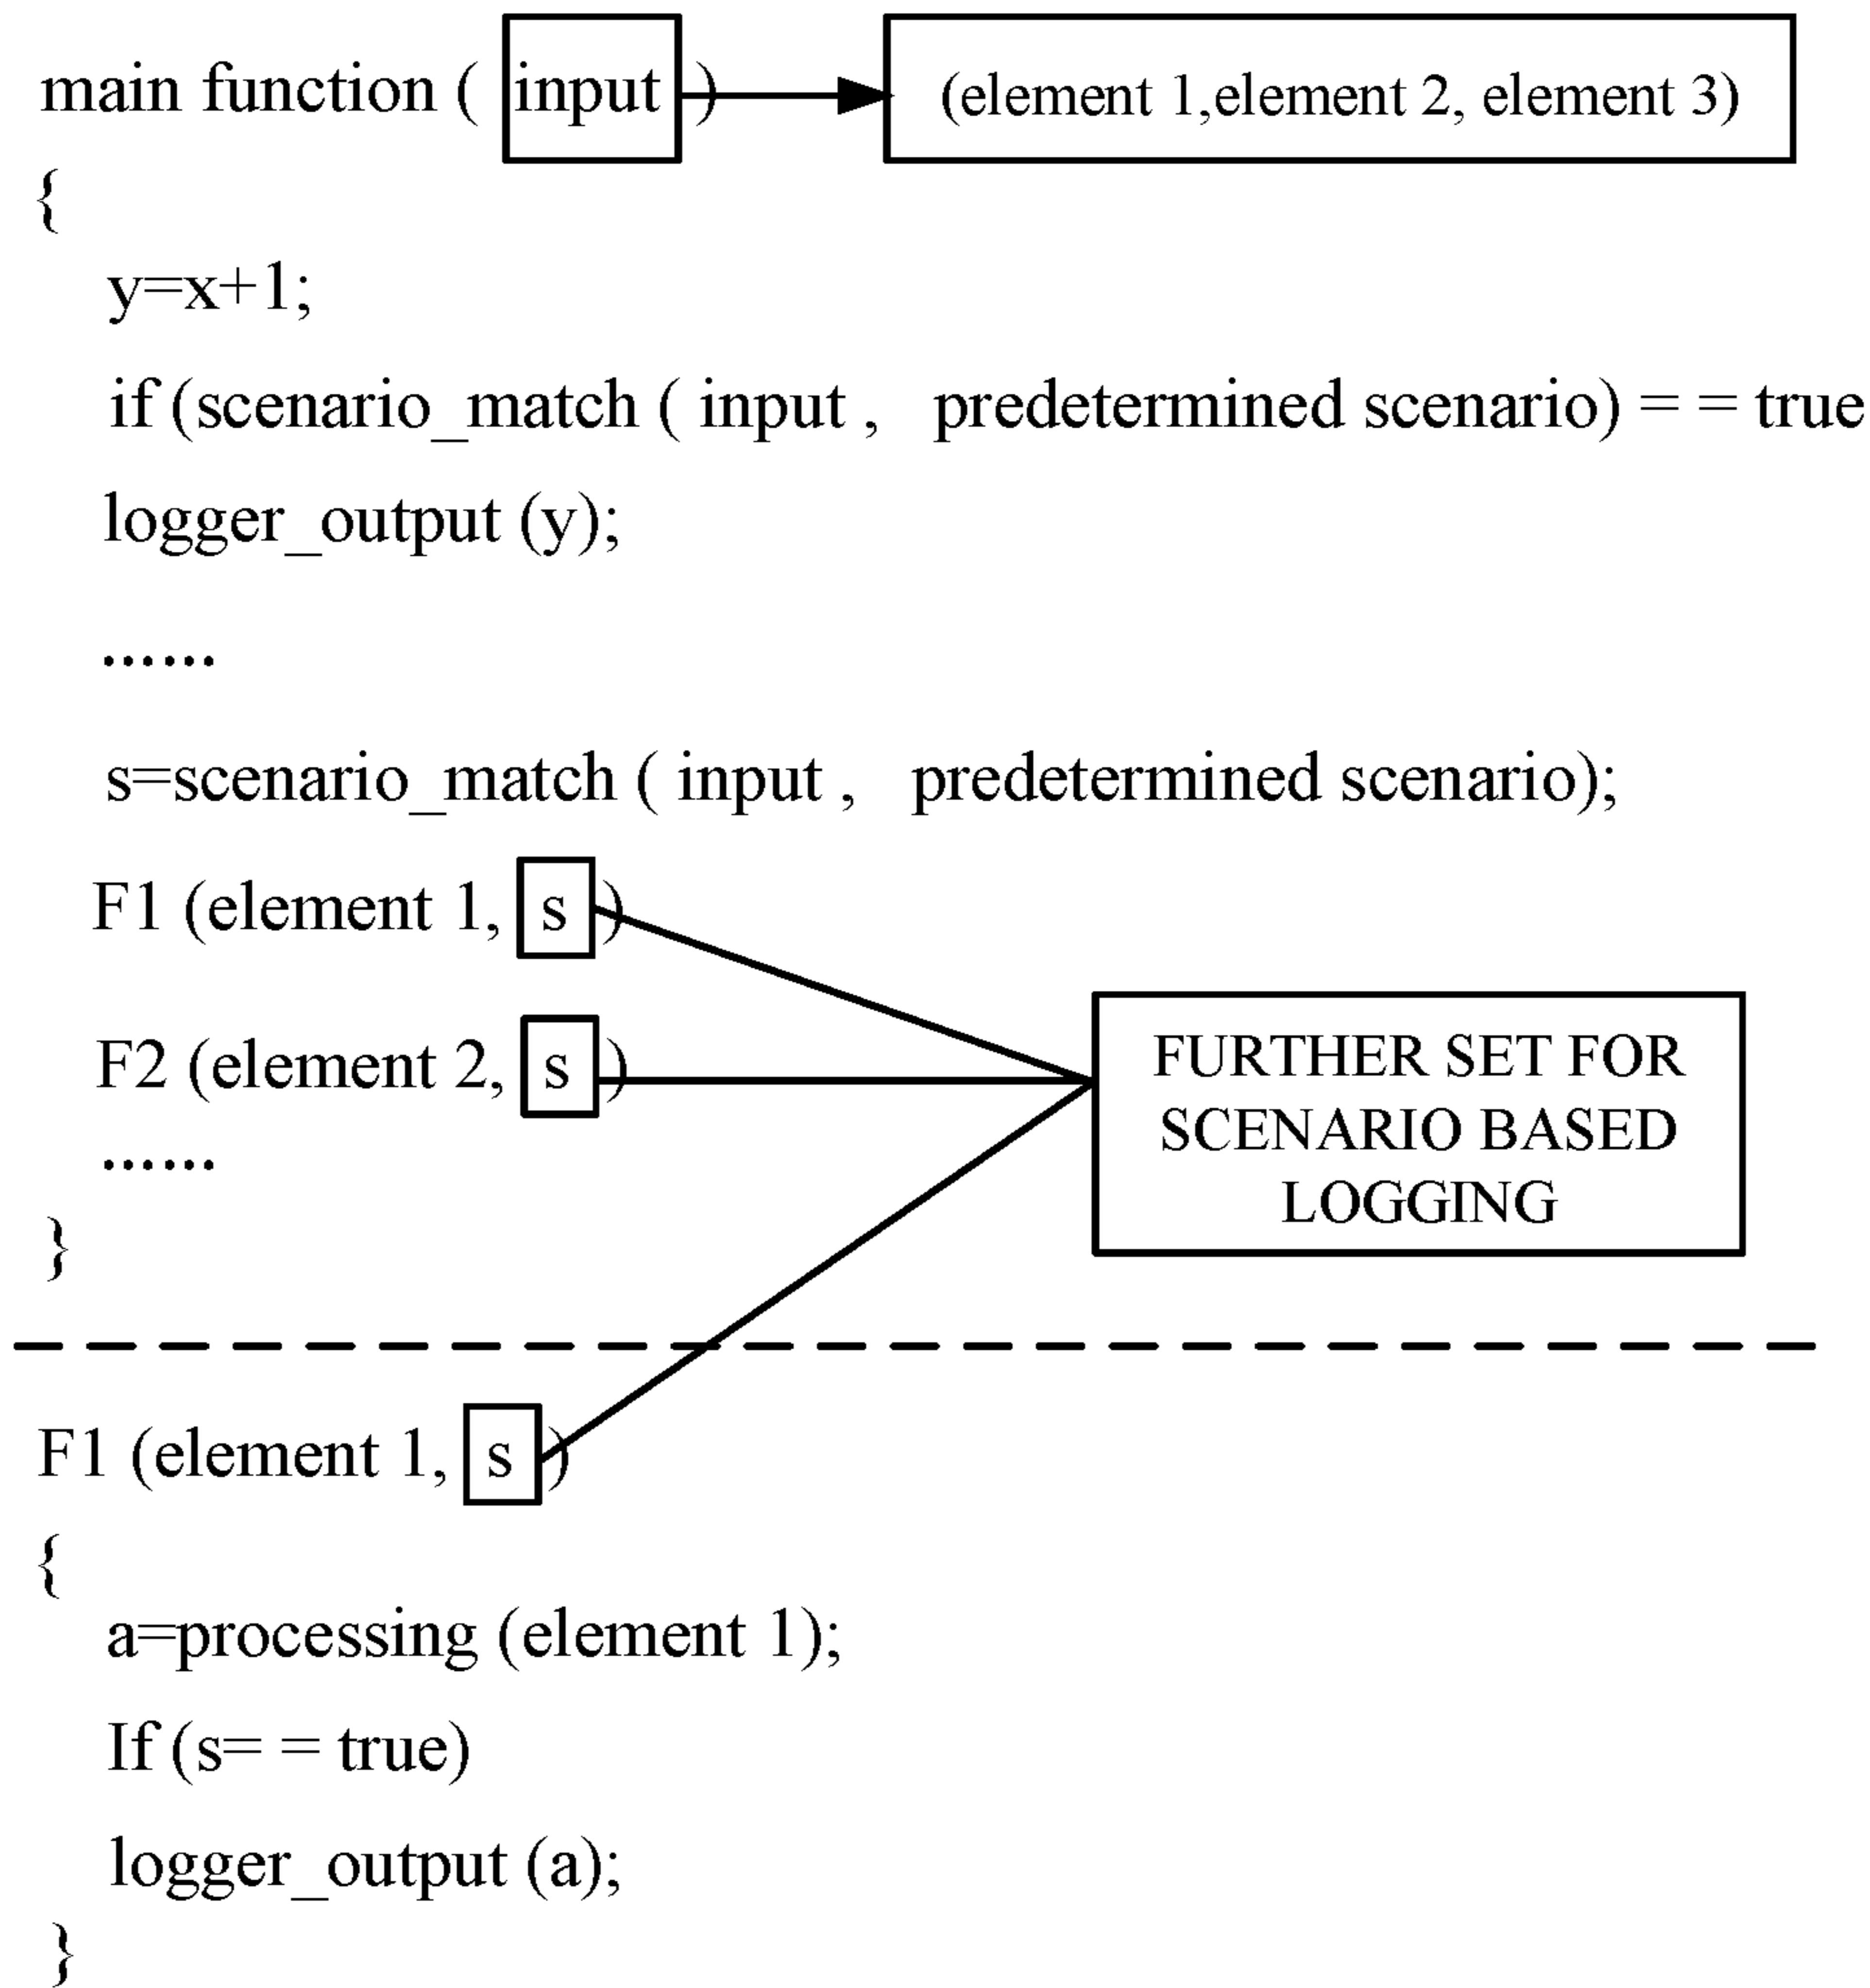 main function ( input ) (element 1,element 2, element 3)
{
y=x+1;
if (scenario_match ( input , predetermined scenario) = = true
logger_output (y);
......
s=scenario_match ( input , predetermined scenario);
F1 (element 1, s )
F2 (element 2, s )
......
}
FURTHER SET FOR
SCENARIO BASED
LOGGING
F1 (element 1, s )
{
a=processing (element 1);
If (s= = true)
logger_output (a);
}